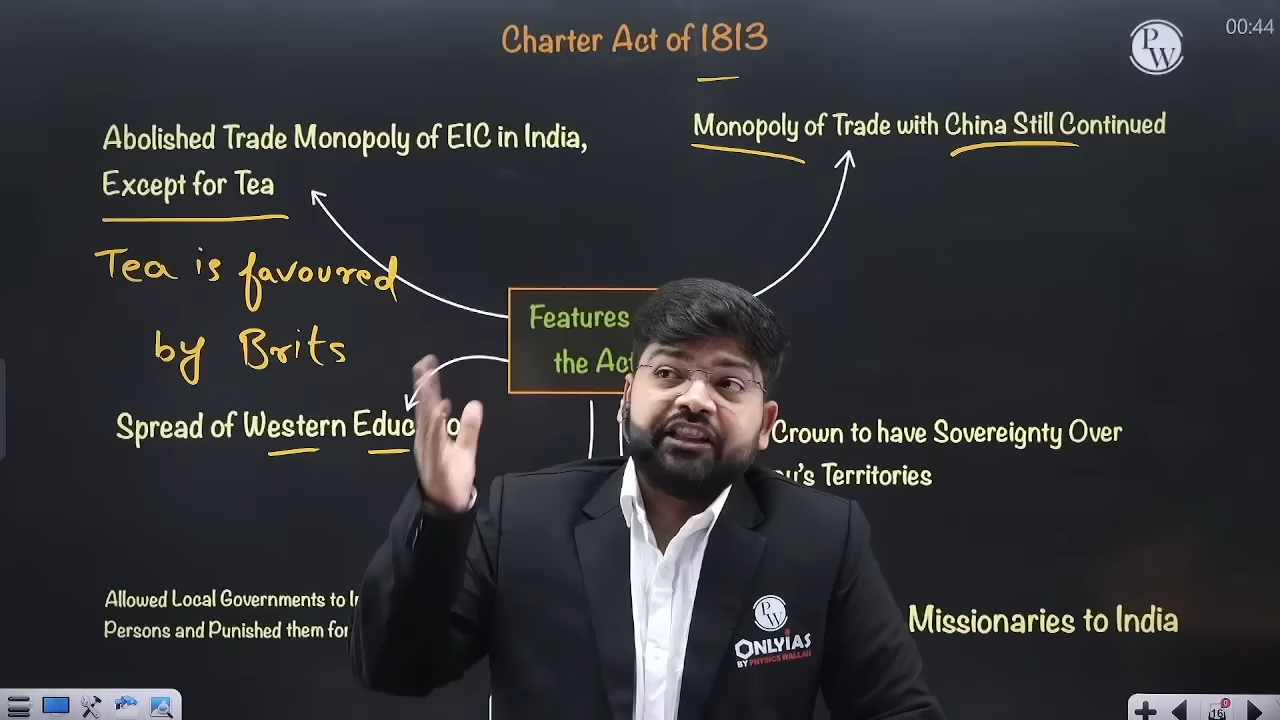 Charter Act of 1813
PW
00:44
Abolished Trade Monopoly of EIC in India,
Except for Tea
Monopoly of Trade with China Still Continued
Tea is favoured
by Brits
Features
the Act
Spread of Western Educ
Crown to have Sovereignty Over
Territories
Allowed Local Governments to
Persons and Punished them for
Missionaries to India
PW
ONLYIAS
BY PHYSICS WALLAH